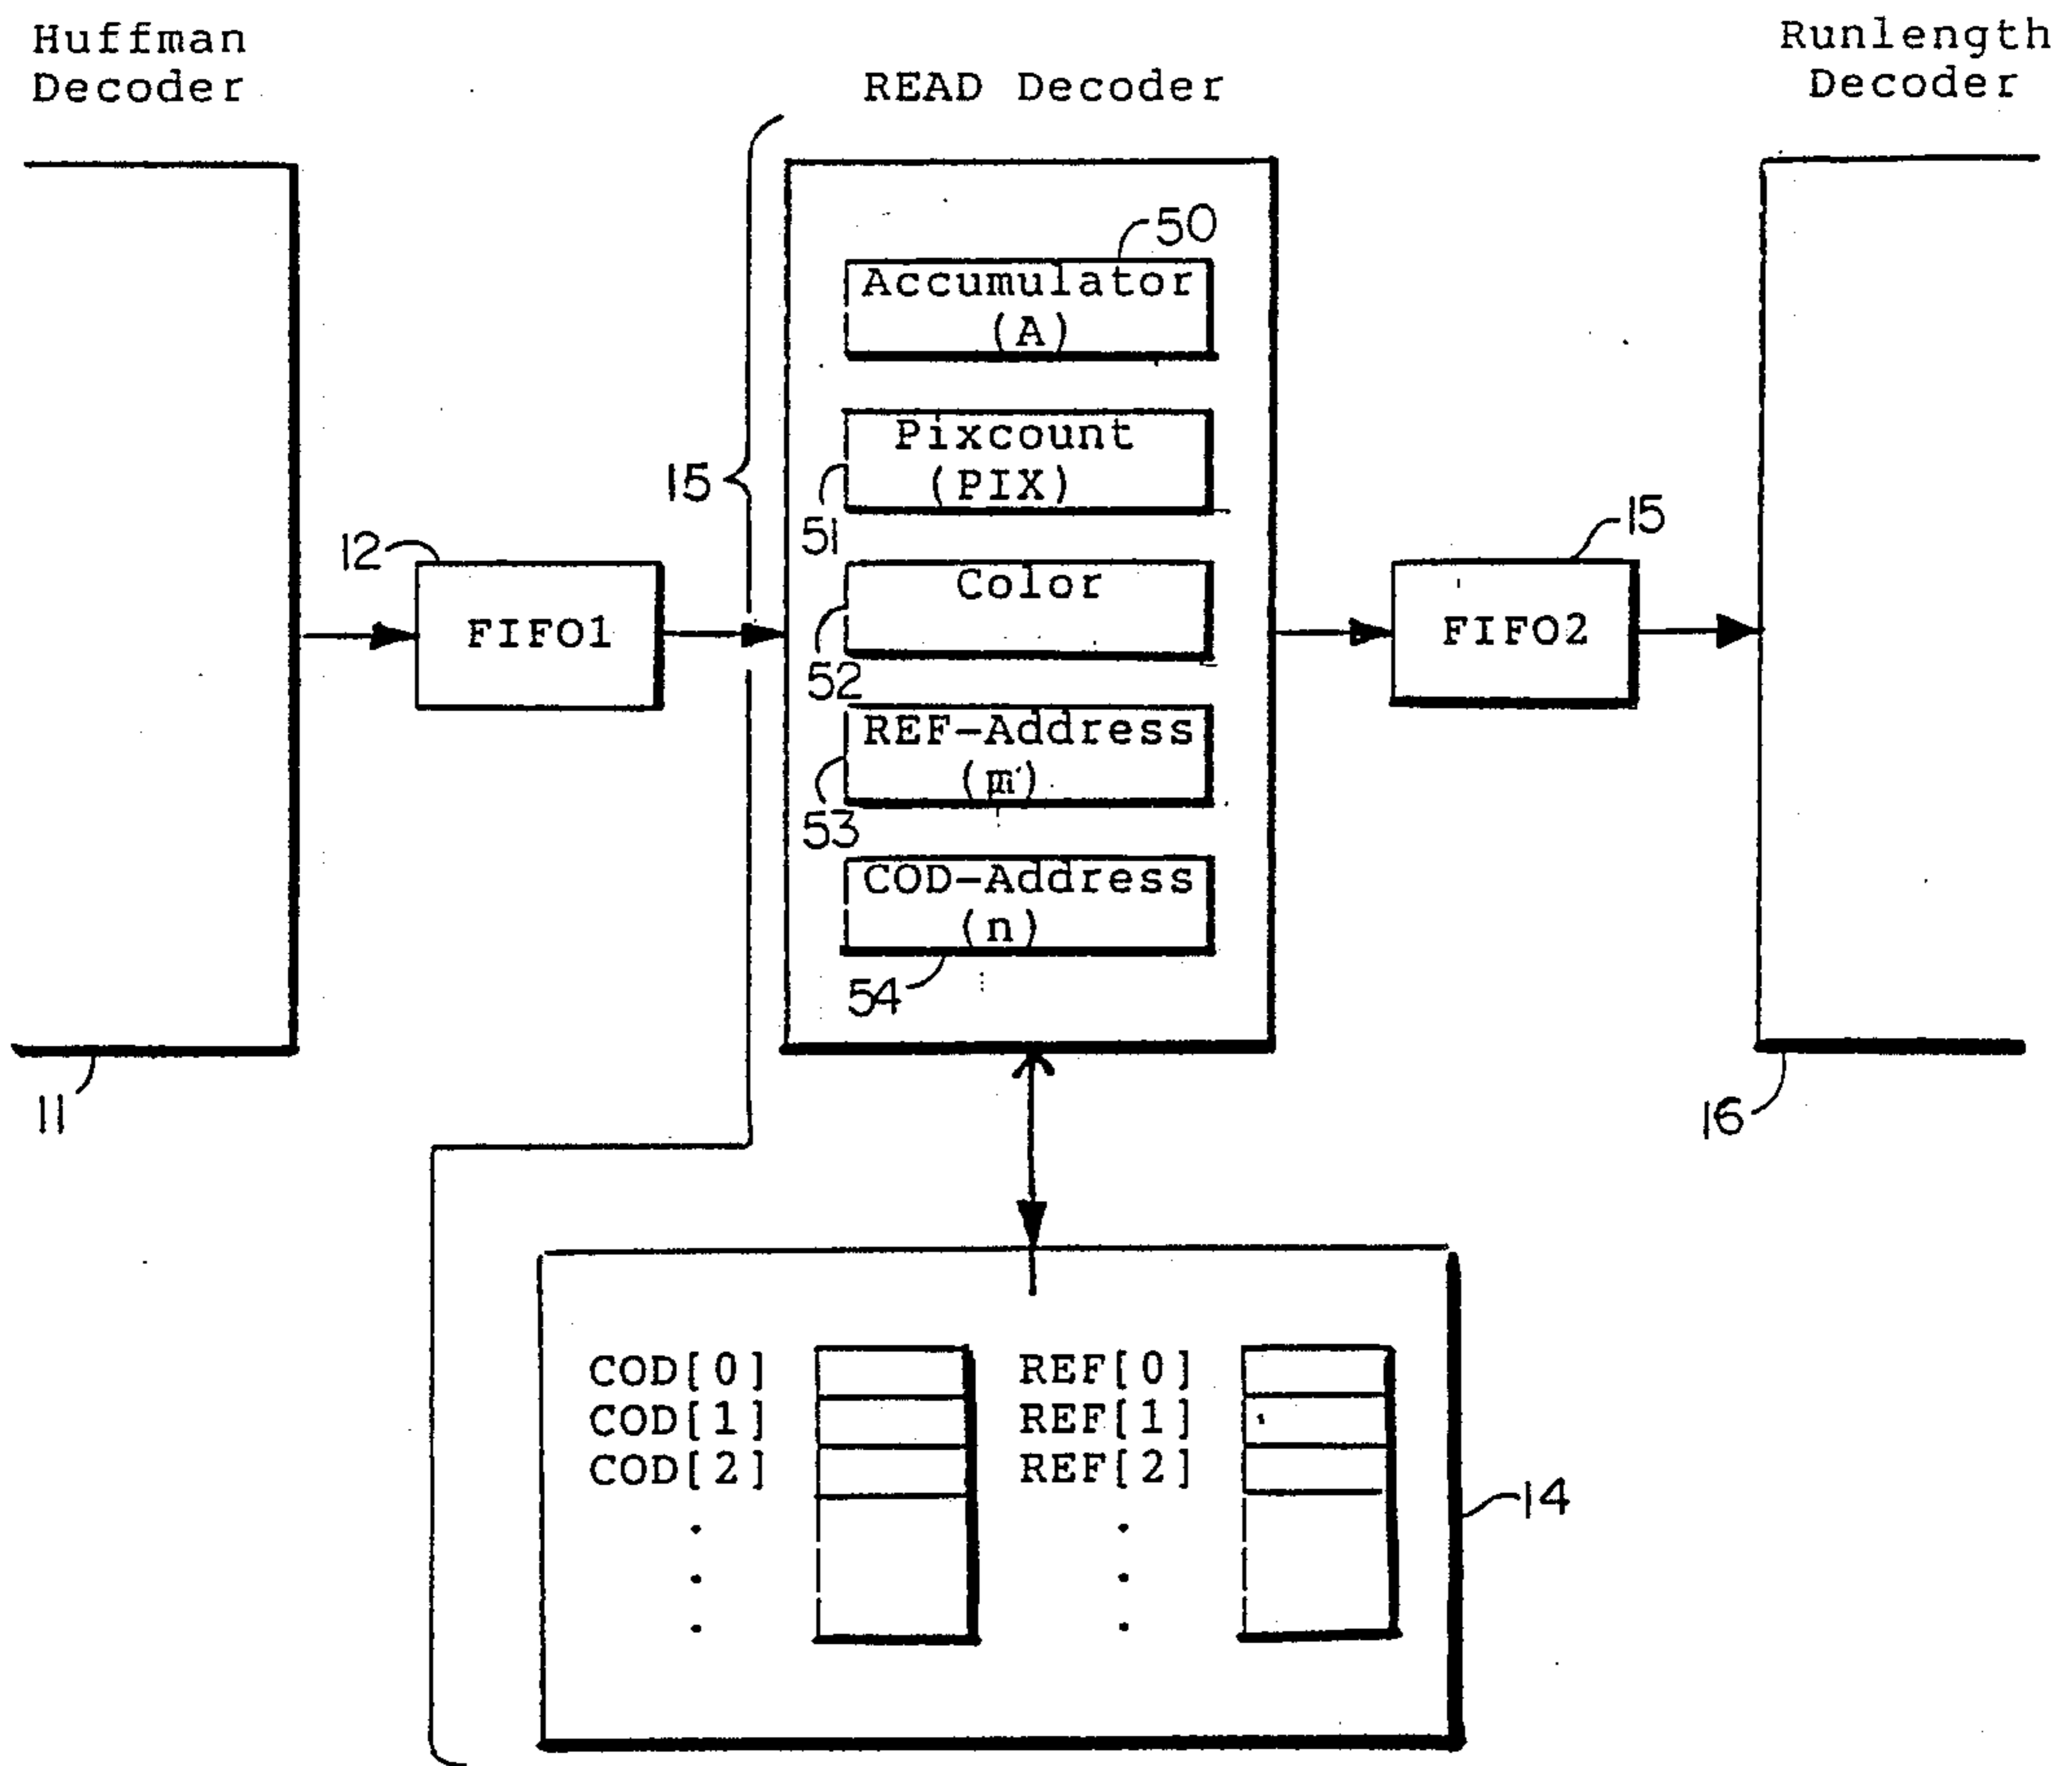 Huffman
Decoder
READ Decoder
Runlength
Decoder
50
Accumulator
(A)
Pixcount
(PIX)
15
51
12
FIFO1
Color
52
15
FIFO2
REF-Address
(m)
53
COD-Address
(n)
54
11
16
COD[0]
REF[0]
COD[1]
REF[1]
COD[2]
REF[2]
.
.
.
.
.
.
14